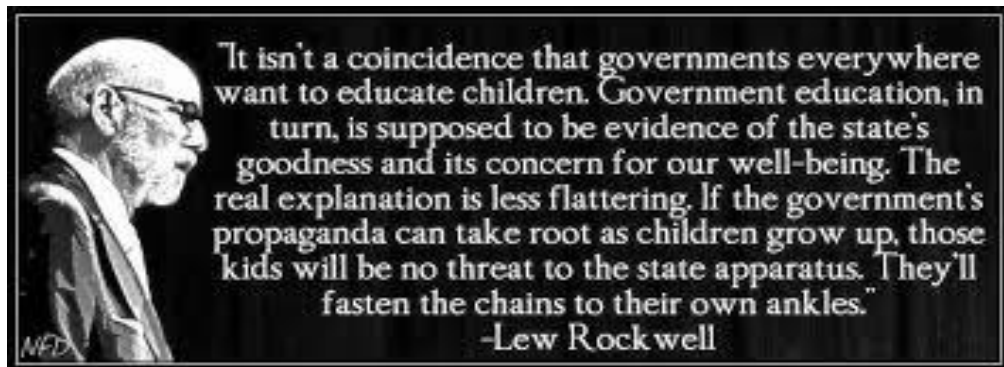 "It isn't a coincidence that governments everywhere
want to educate children. Government education, in
turn, is supposed to be evidence of the state's
goodness and its concern for our well-being. The
real explanation is less flattering. If the government's
propaganda can take root as children grow up, those
kids will be no threat to the state apparatus. They'll
fasten the chains to their own ankles."
-Lew Rockwell
NFD